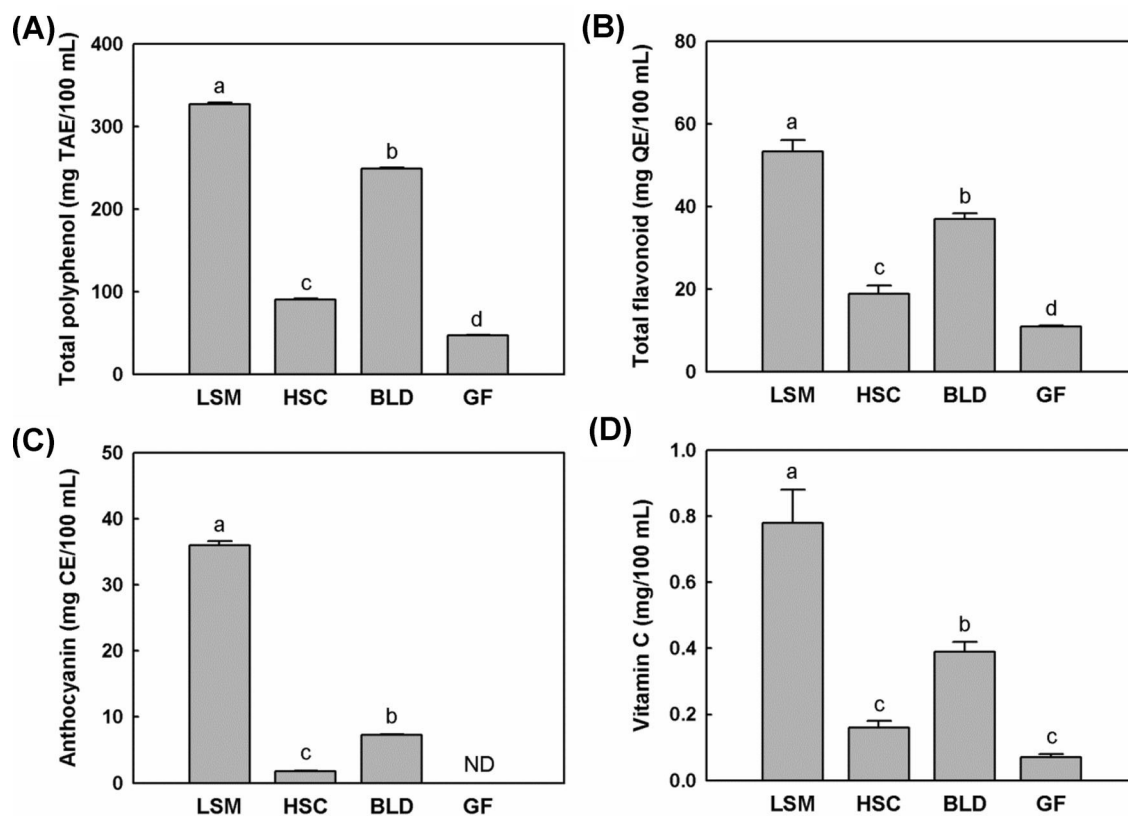 (A)
Total polyphenol (mg TAE/100 mL)
400
300
200
100
0
a
c
b
d
LSM HSC BLD GF
(B)
Total flavonoid (mg QE/100 mL)
80
60
40
20
0
a
c
b
d
LSM HSC BLD GF
(C)
Anthocyanin (mg CE/100 mL)
50
40
30
20
10
0
a
c
b
ND
LSM HSC BLD GF
(D)
Vitamin C (mg/100 mL)
1.0
0.8
0.6
0.4
0.2
0.0
a
c
b
c
LSM HSC BLD GF